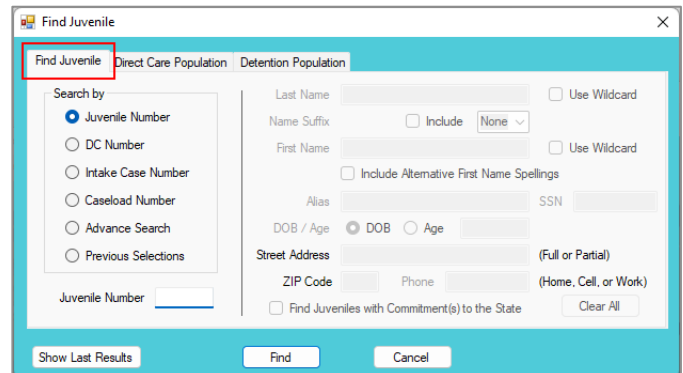 Find Juvenile
Find Juvenile Direct Care Population Detention Population
Search by
Juvenile Number
DC Number
Intake Case Number
Caseload Number
Advance Search
Previous Selections
Juvenile Number
Last Name Use Wildcard
Name Suffix Include None
First Name Use Wildcard
Include Alternative First Name Spellings
Alias SSN
DOB / Age DOB Age
Street Address (Full or Partial)
ZIP Code Phone (Home, Cell, or Work)
Find Juveniles with Commitment(s) to the State Clear All
Show Last Results Find Cancel